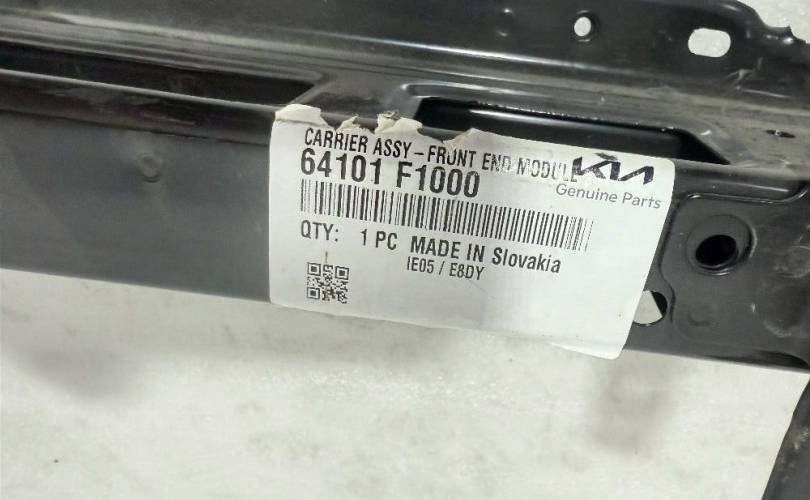 CARRIER ASSY-FRONT END MODULE
KIA
64101 F1000
Genuine Parts
QTY: 1 PC MADE IN Slovakia
IE05 / E8DY